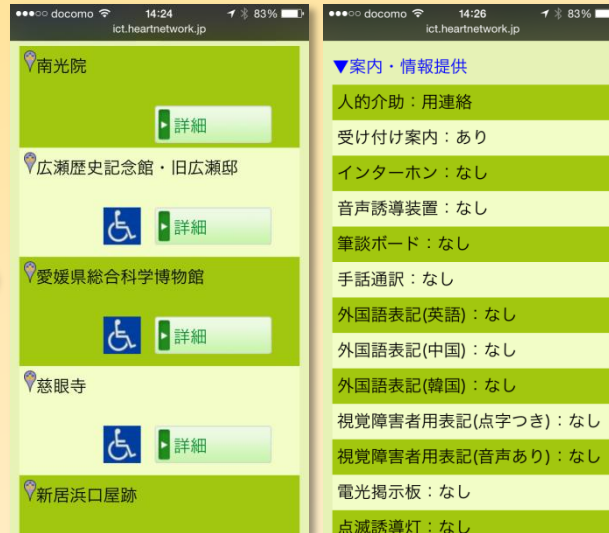 docomo 14:24 83%
ict.heartnetwork.jp
南光院
詳細
広瀬歴史記念館・旧広瀬邸
詳細
愛媛県総合科学博物館
詳細
慈眼寺
詳細
新居浜口屋跡
docomo 14:26 83%
ict.heartnetwork.jp
▼案内・情報提供
人的介助：用連絡
受け付け案内：あり
インターホン：なし
音声誘導装置：なし
筆談ボード：なし
手話通訳：なし
外国語表記(英語)：なし
外国語表記(中国)：なし
外国語表記(韓国)：なし
視覚障害者用表記(点字つき)：なし
視覚障害者用表記(音声あり)：なし
電光掲示板：なし
点滅誘導灯：なし